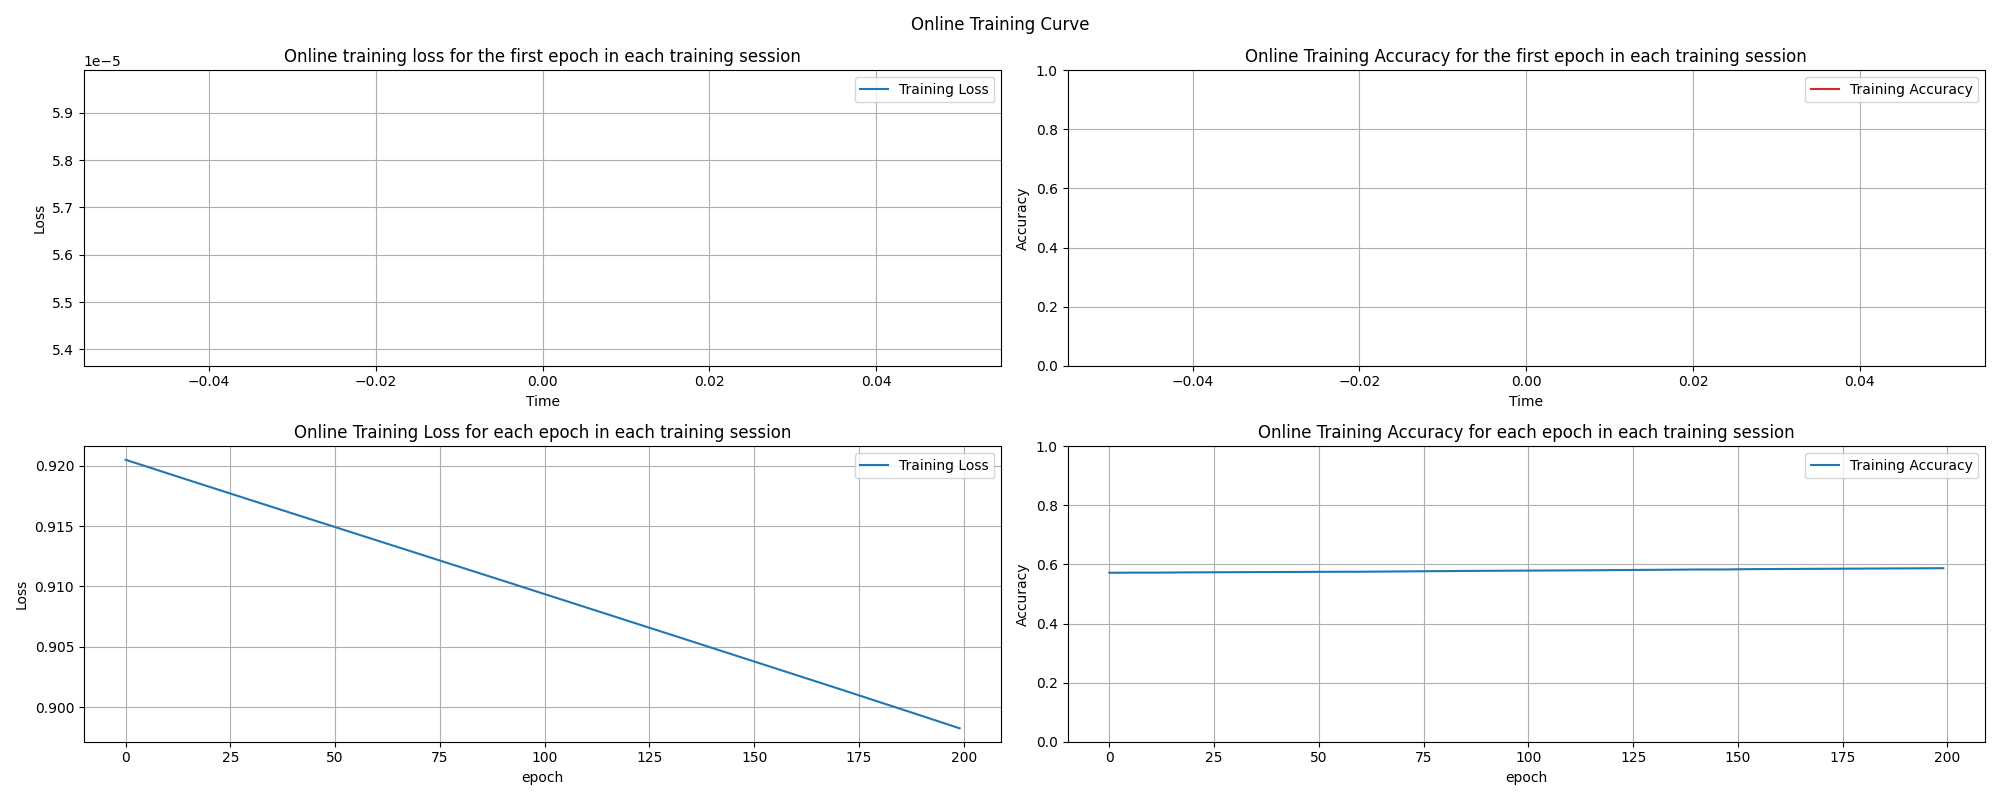 Online Training Curve
Online training loss for the first epoch in each training session
1e−5
Training Loss
5.9
5.8
5.7
5.6
5.5
5.4
Loss
−0.04 −0.02 0.00 0.02 0.04
Time
Online Training Accuracy for the first epoch in each training session
Training Accuracy
1.0
0.8
0.6
0.4
0.2
0.0
Accuracy
−0.04 −0.02 0.00 0.02 0.04
Time
Online Training Loss for each epoch in each training session
Training Loss
0.920
0.915
0.910
0.905
0.900
Loss
0 25 50 75 100 125 150 175 200
epoch
Online Training Accuracy for each epoch in each training session
Training Accuracy
1.0
0.8
0.6
0.4
0.2
0.0
Accuracy
0 25 50 75 100 125 150 175 200
epoch